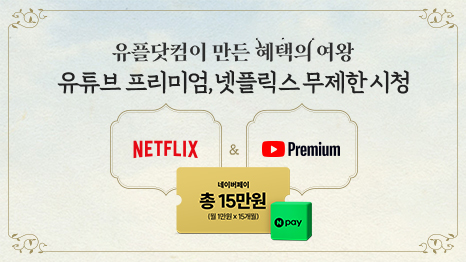 유플닷컴이 만든 혜택의 여왕
유튜브 프리미엄, 넷플릭스 무제한 시청
NETFLIX & Premium
네이버페이
총 15만원
(월 1만원 x 15개월)
N pay